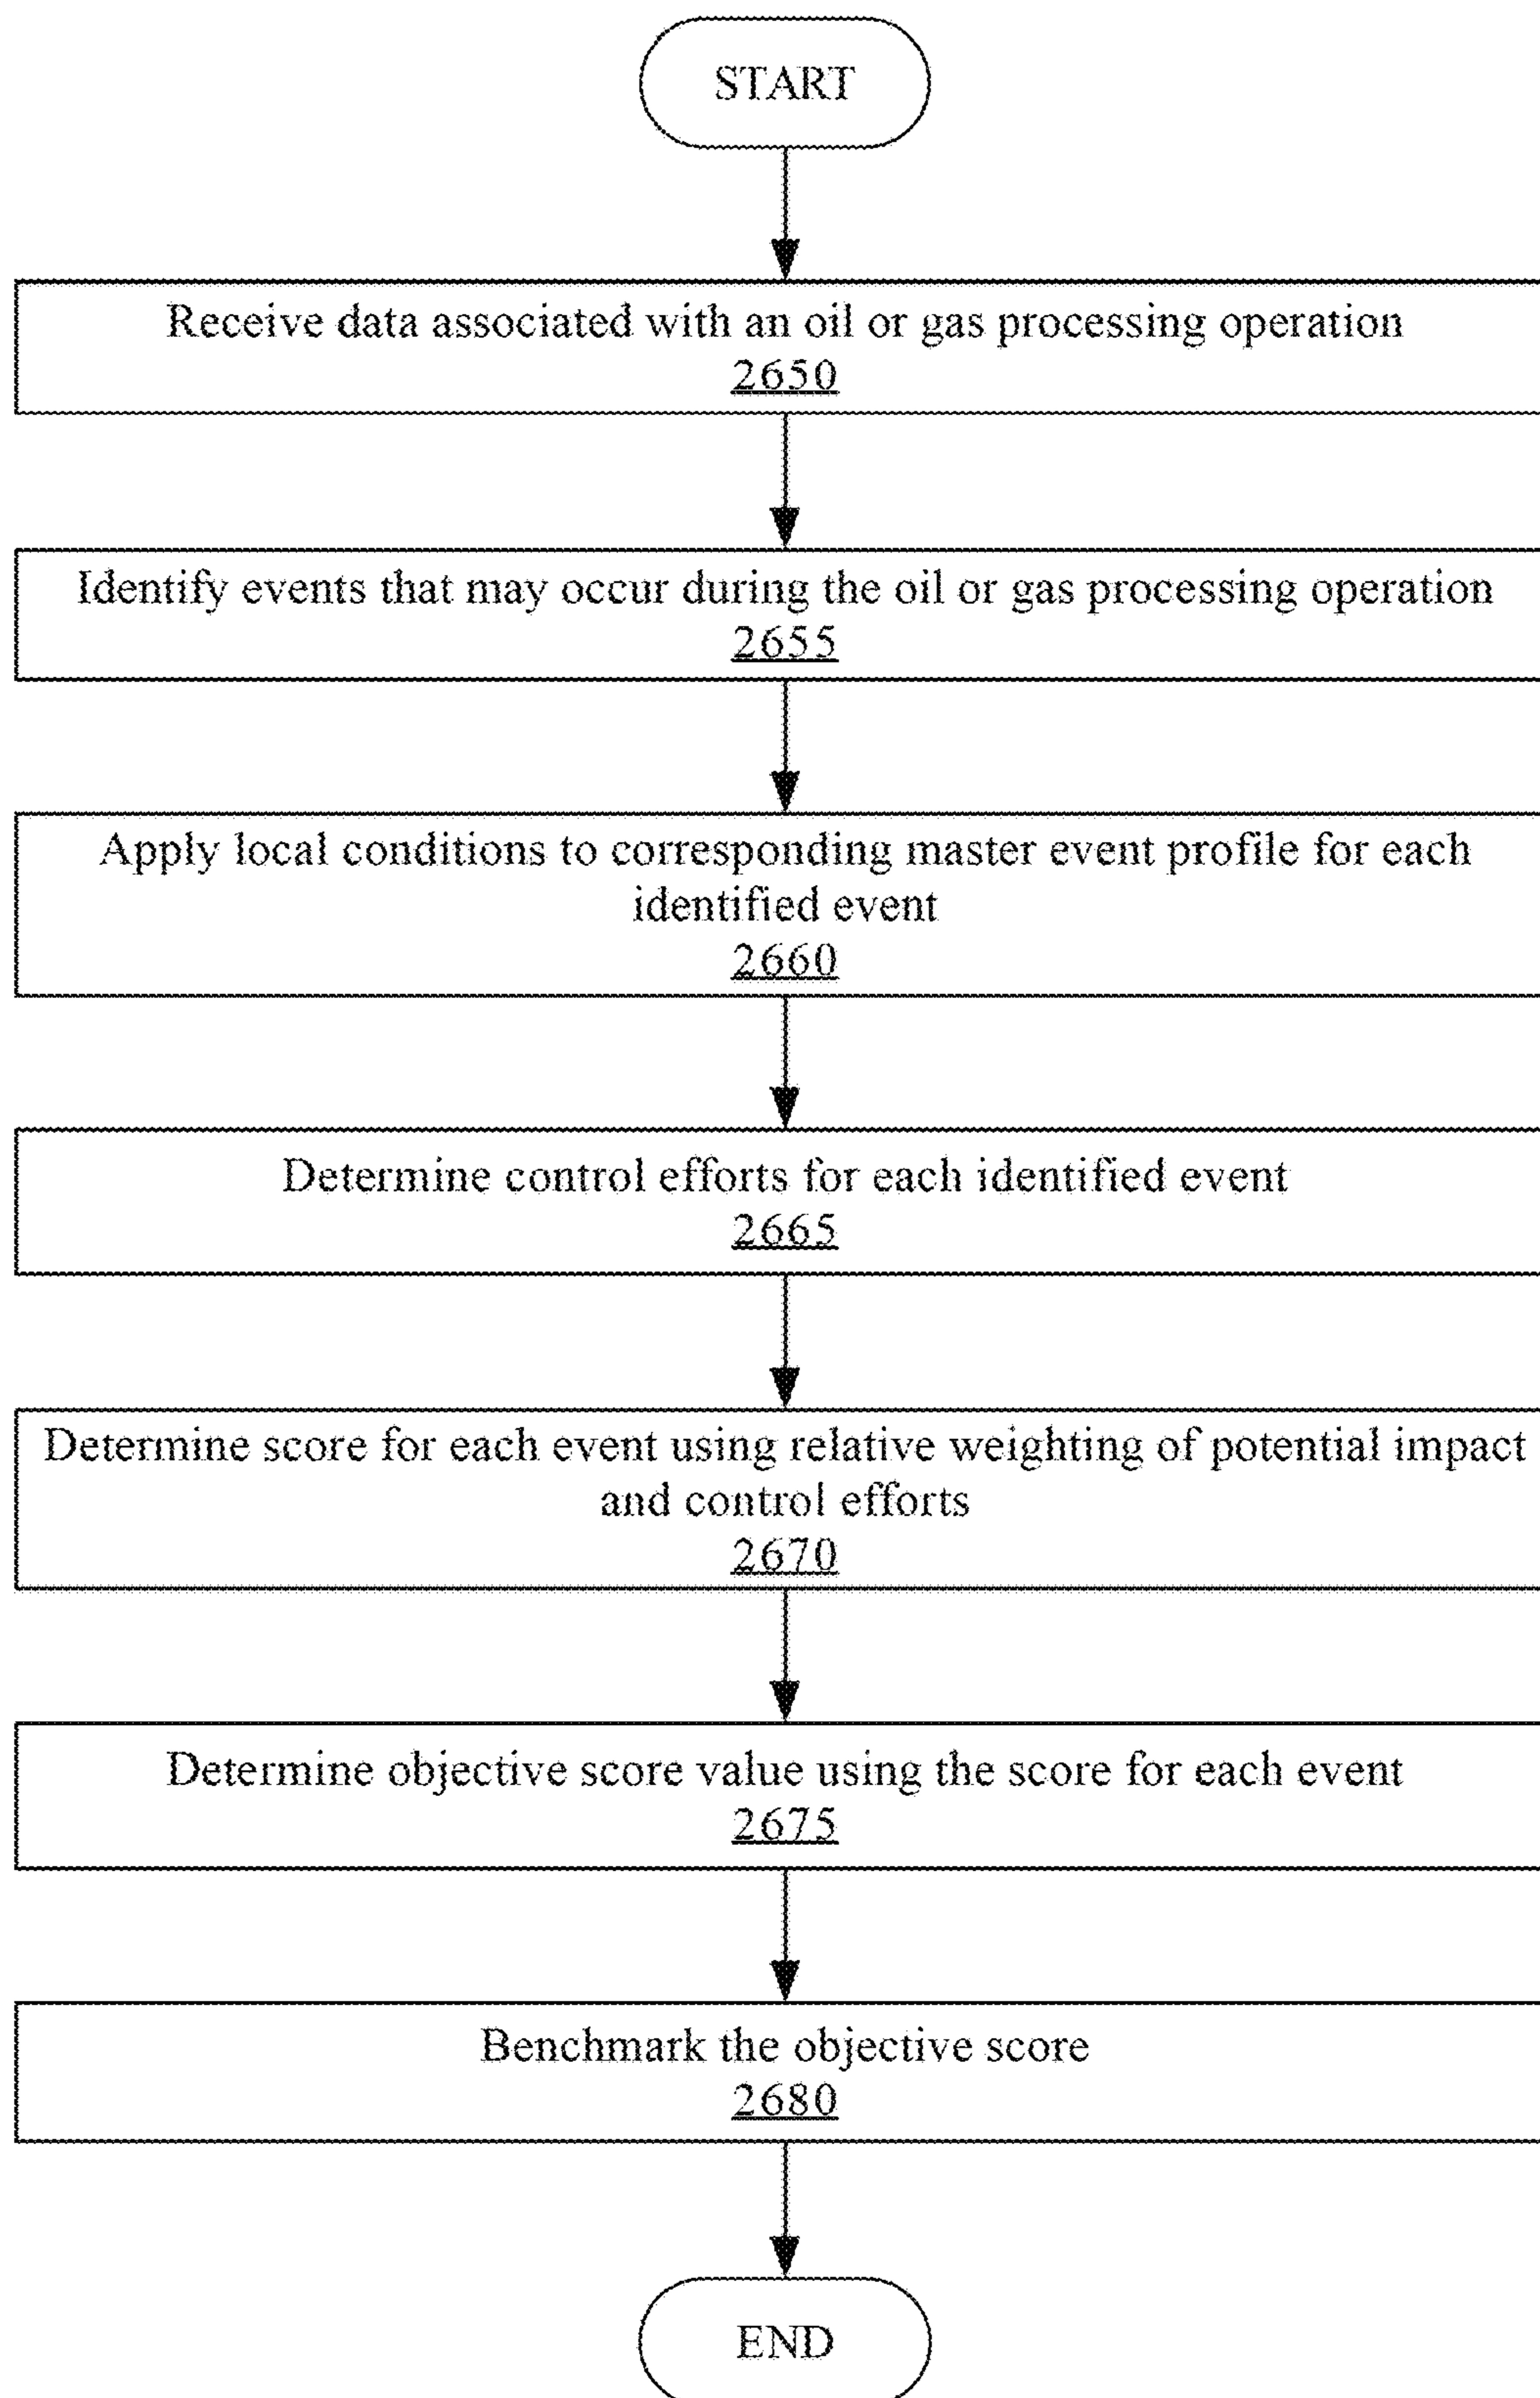 START
Receive data associated with an oil or gas processing operation
2650
Identify events that may occur during the oil or gas processing operation
2655
Apply local conditions to corresponding master event profile for each
identified event
2660
Determine control efforts for each identified event
2665
Determine score for each event using relative weighting of potential impact
and control efforts
2670
Determine objective score value using the score for each event
2675
Benchmark the objective score
2680
END